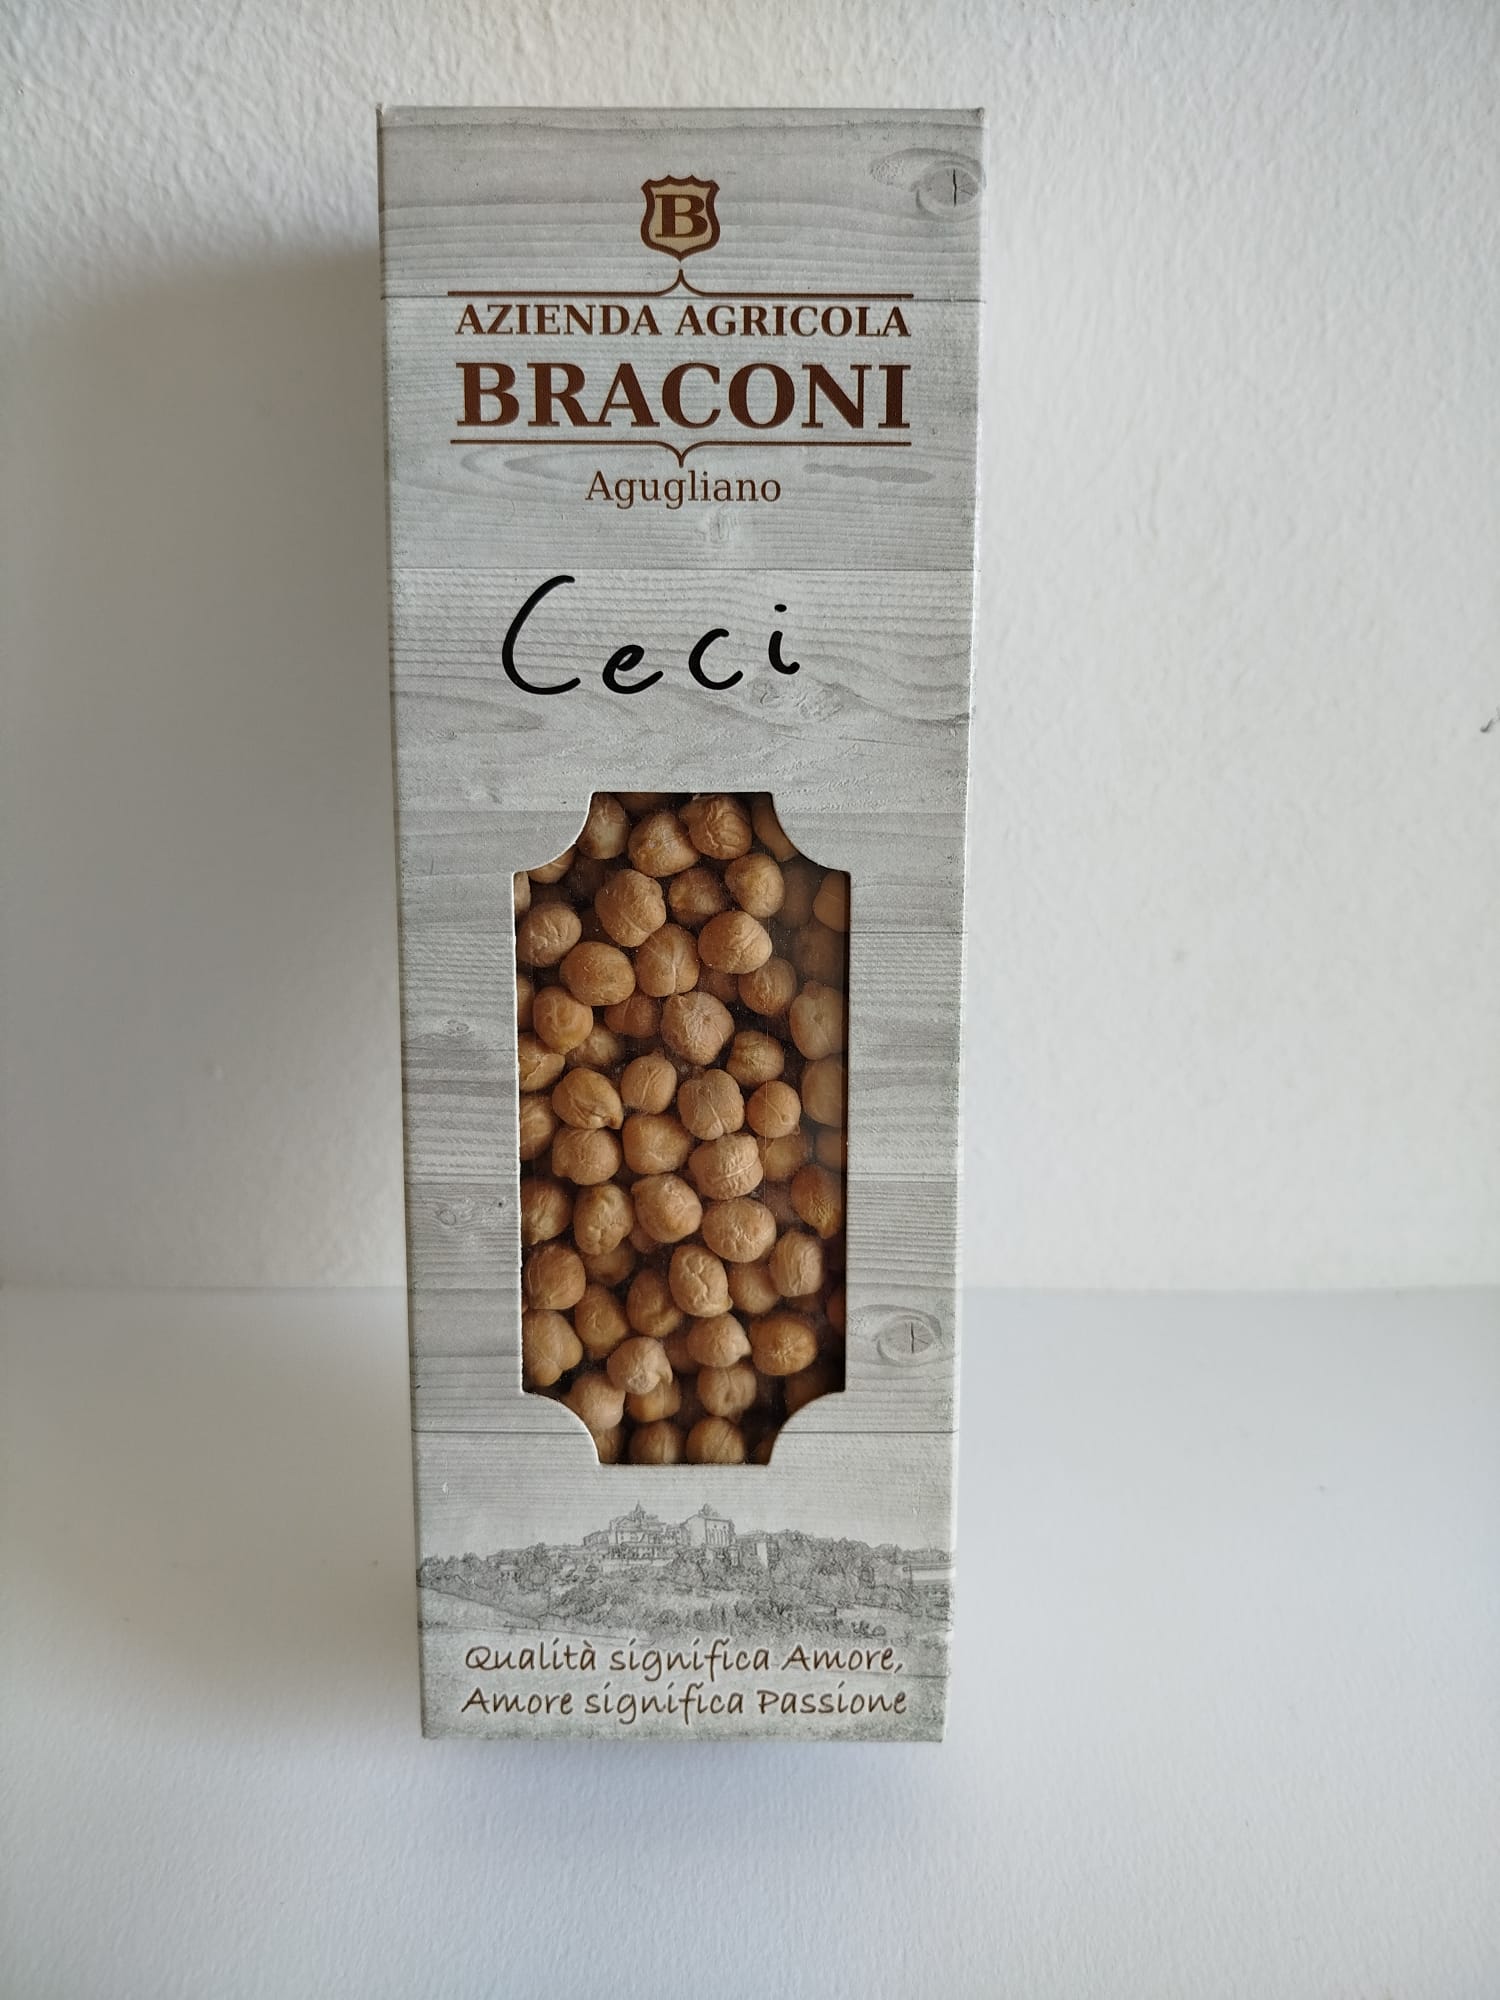 B
AZIENDA AGRICOLA
BRACONI
Agugliano
Ceci
Qualità significa Amore,
Amore significa Passione